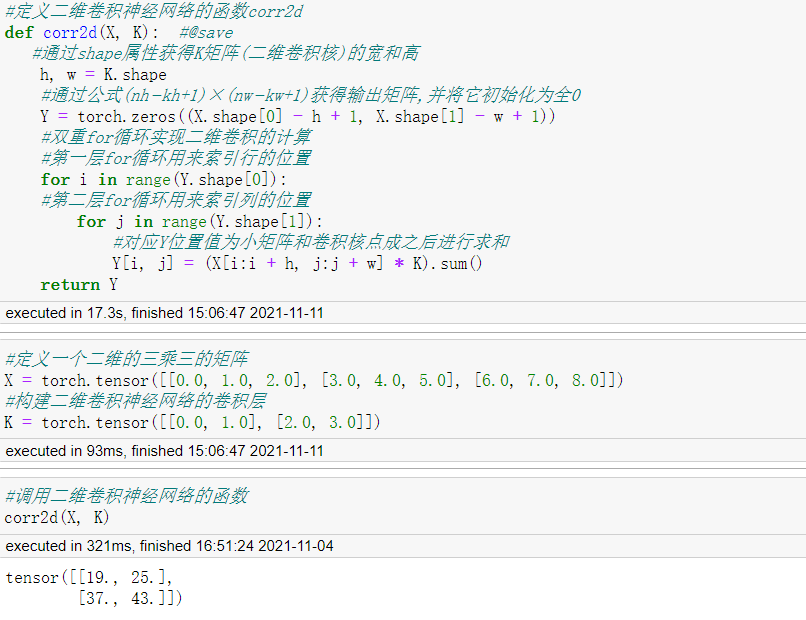 #定义二维卷积神经网络的函数corr2d
def corr2d(X, K):  #@save
#通过shape属性获得K矩阵(二维卷积核)的宽和高
h, w = K.shape
#通过公式(nh-kh+1)×(nw-kw+1)获得输出矩阵,并将它初始化为全0
Y = torch.zeros((X.shape[0] - h + 1, X.shape[1] - w + 1))
#双重for循环实现二维卷积的计算
#第一层for循环用来索引行的位置
for i in range(Y.shape[0]):
#第二层for循环用来索引列的位置
for j in range(Y.shape[1]):
#对应Y位置值为小矩阵和卷积核点成之后进行求和
Y[i, j] = (X[i:i + h, j:j + w] * K).sum()
return Y
executed in 17.3s, finished 15:06:47 2021-11-11
#定义一个二维的三乘三的矩阵
X = torch.tensor([[0.0, 1.0, 2.0], [3.0, 4.0, 5.0], [6.0, 7.0, 8.0]])
#构建二维卷积神经网络的卷积层
K = torch.tensor([[0.0, 1.0], [2.0, 3.0]])
executed in 93ms, finished 15:06:47 2021-11-11
#调用二维卷积神经网络的函数
corr2d(X, K)
executed in 321ms, finished 16:51:24 2021-11-04
tensor([[19., 25.],
[37., 43.]])